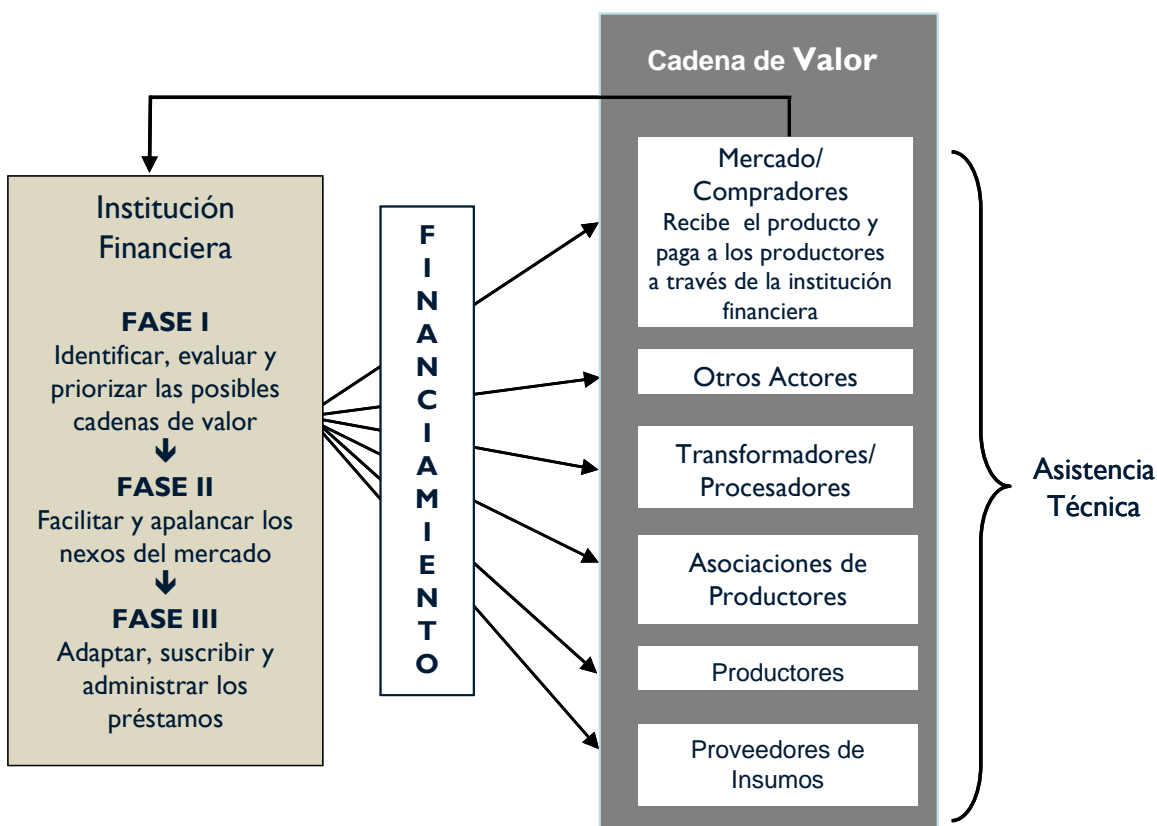 Institución
Financiera
FASE I
Identificar, evaluar y
priorizar las posibles
cadenas de valor
FASE II
Facilitar y apalancar los
nexos del mercado
FASE III
Adaptar, suscribir y
administrar los
préstamos
FINANCIAMIENTO
Cadena de Valor
Mercado/
Compradores
Recibe el producto y
paga a los productores
a través de la institución
financiera
Otros Actores
Transformadores/
Procesadores
Asociaciones de
Productores
Productores
Proveedores de
Insumos
Asistencia
Técnica